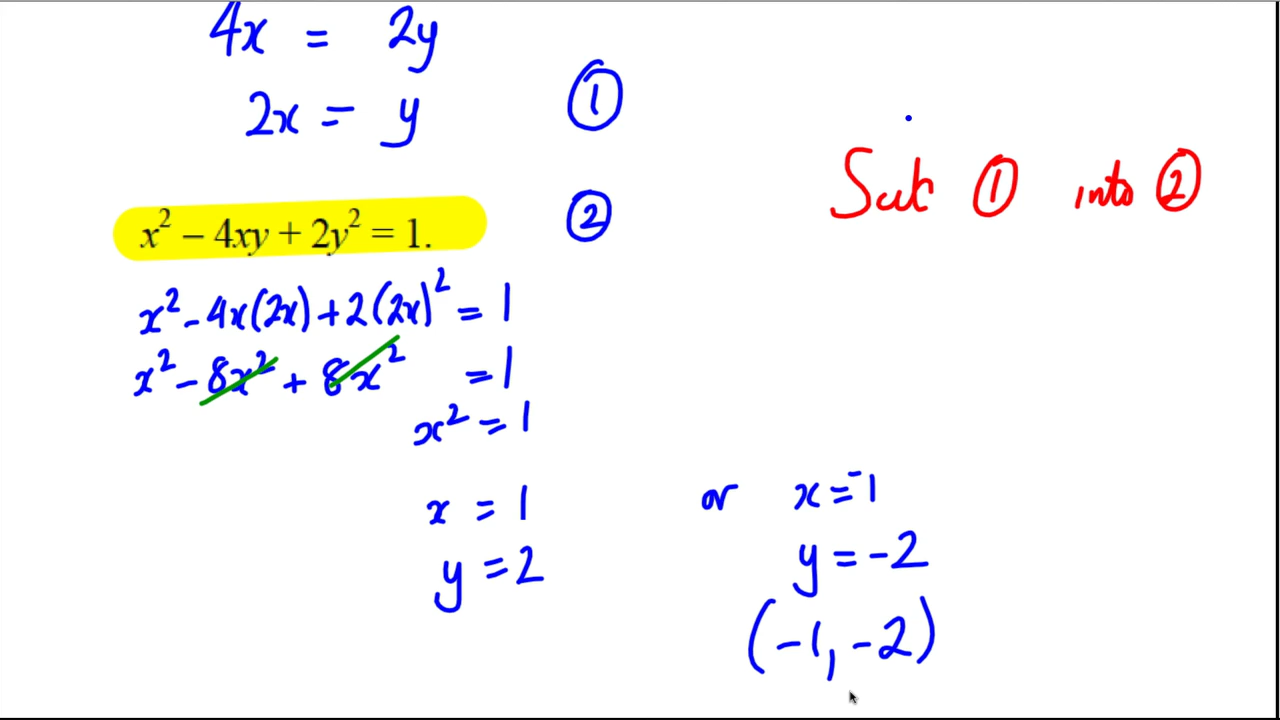 4x = 2y
2x = y ①
Sub ① into ②
x² − 4xy + 2y² = 1. ②
x² - 4x(2x) + 2(2x)² = 1
x² - 8x² + 8x² = 1
x² = 1
x = 1 or x = -1
y = 2 y = -2
(-1, -2)